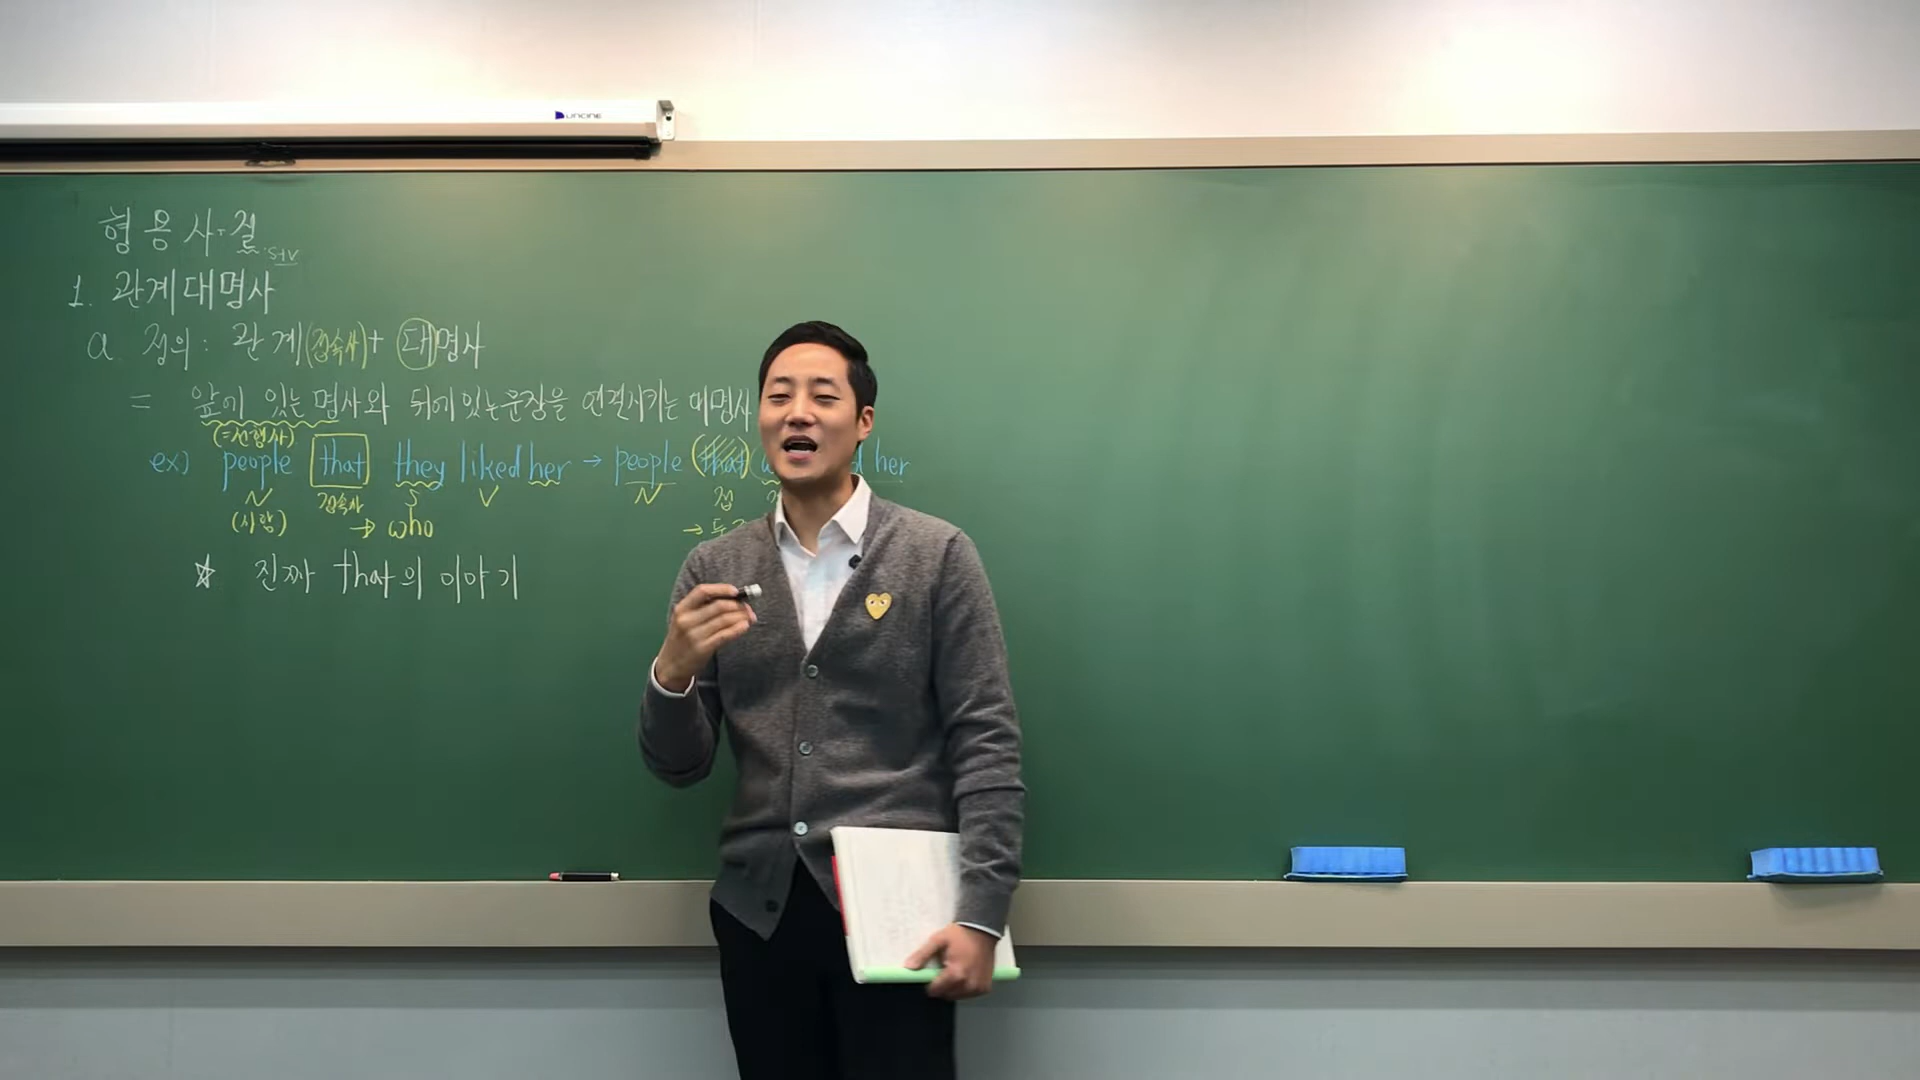 UNCINE
형용사-절
S+V
1. 관계대명사
a. 정의 : 관계(접속사) + 대명사
= 앞에 있는 명사와 뒤에있는문장을 연결시키는 대명사
(=선행사)
ex) people that they liked her → people (that) her
N 접속사 S V N 접
(사람) → who →
☆ 진짜 that의 이야기